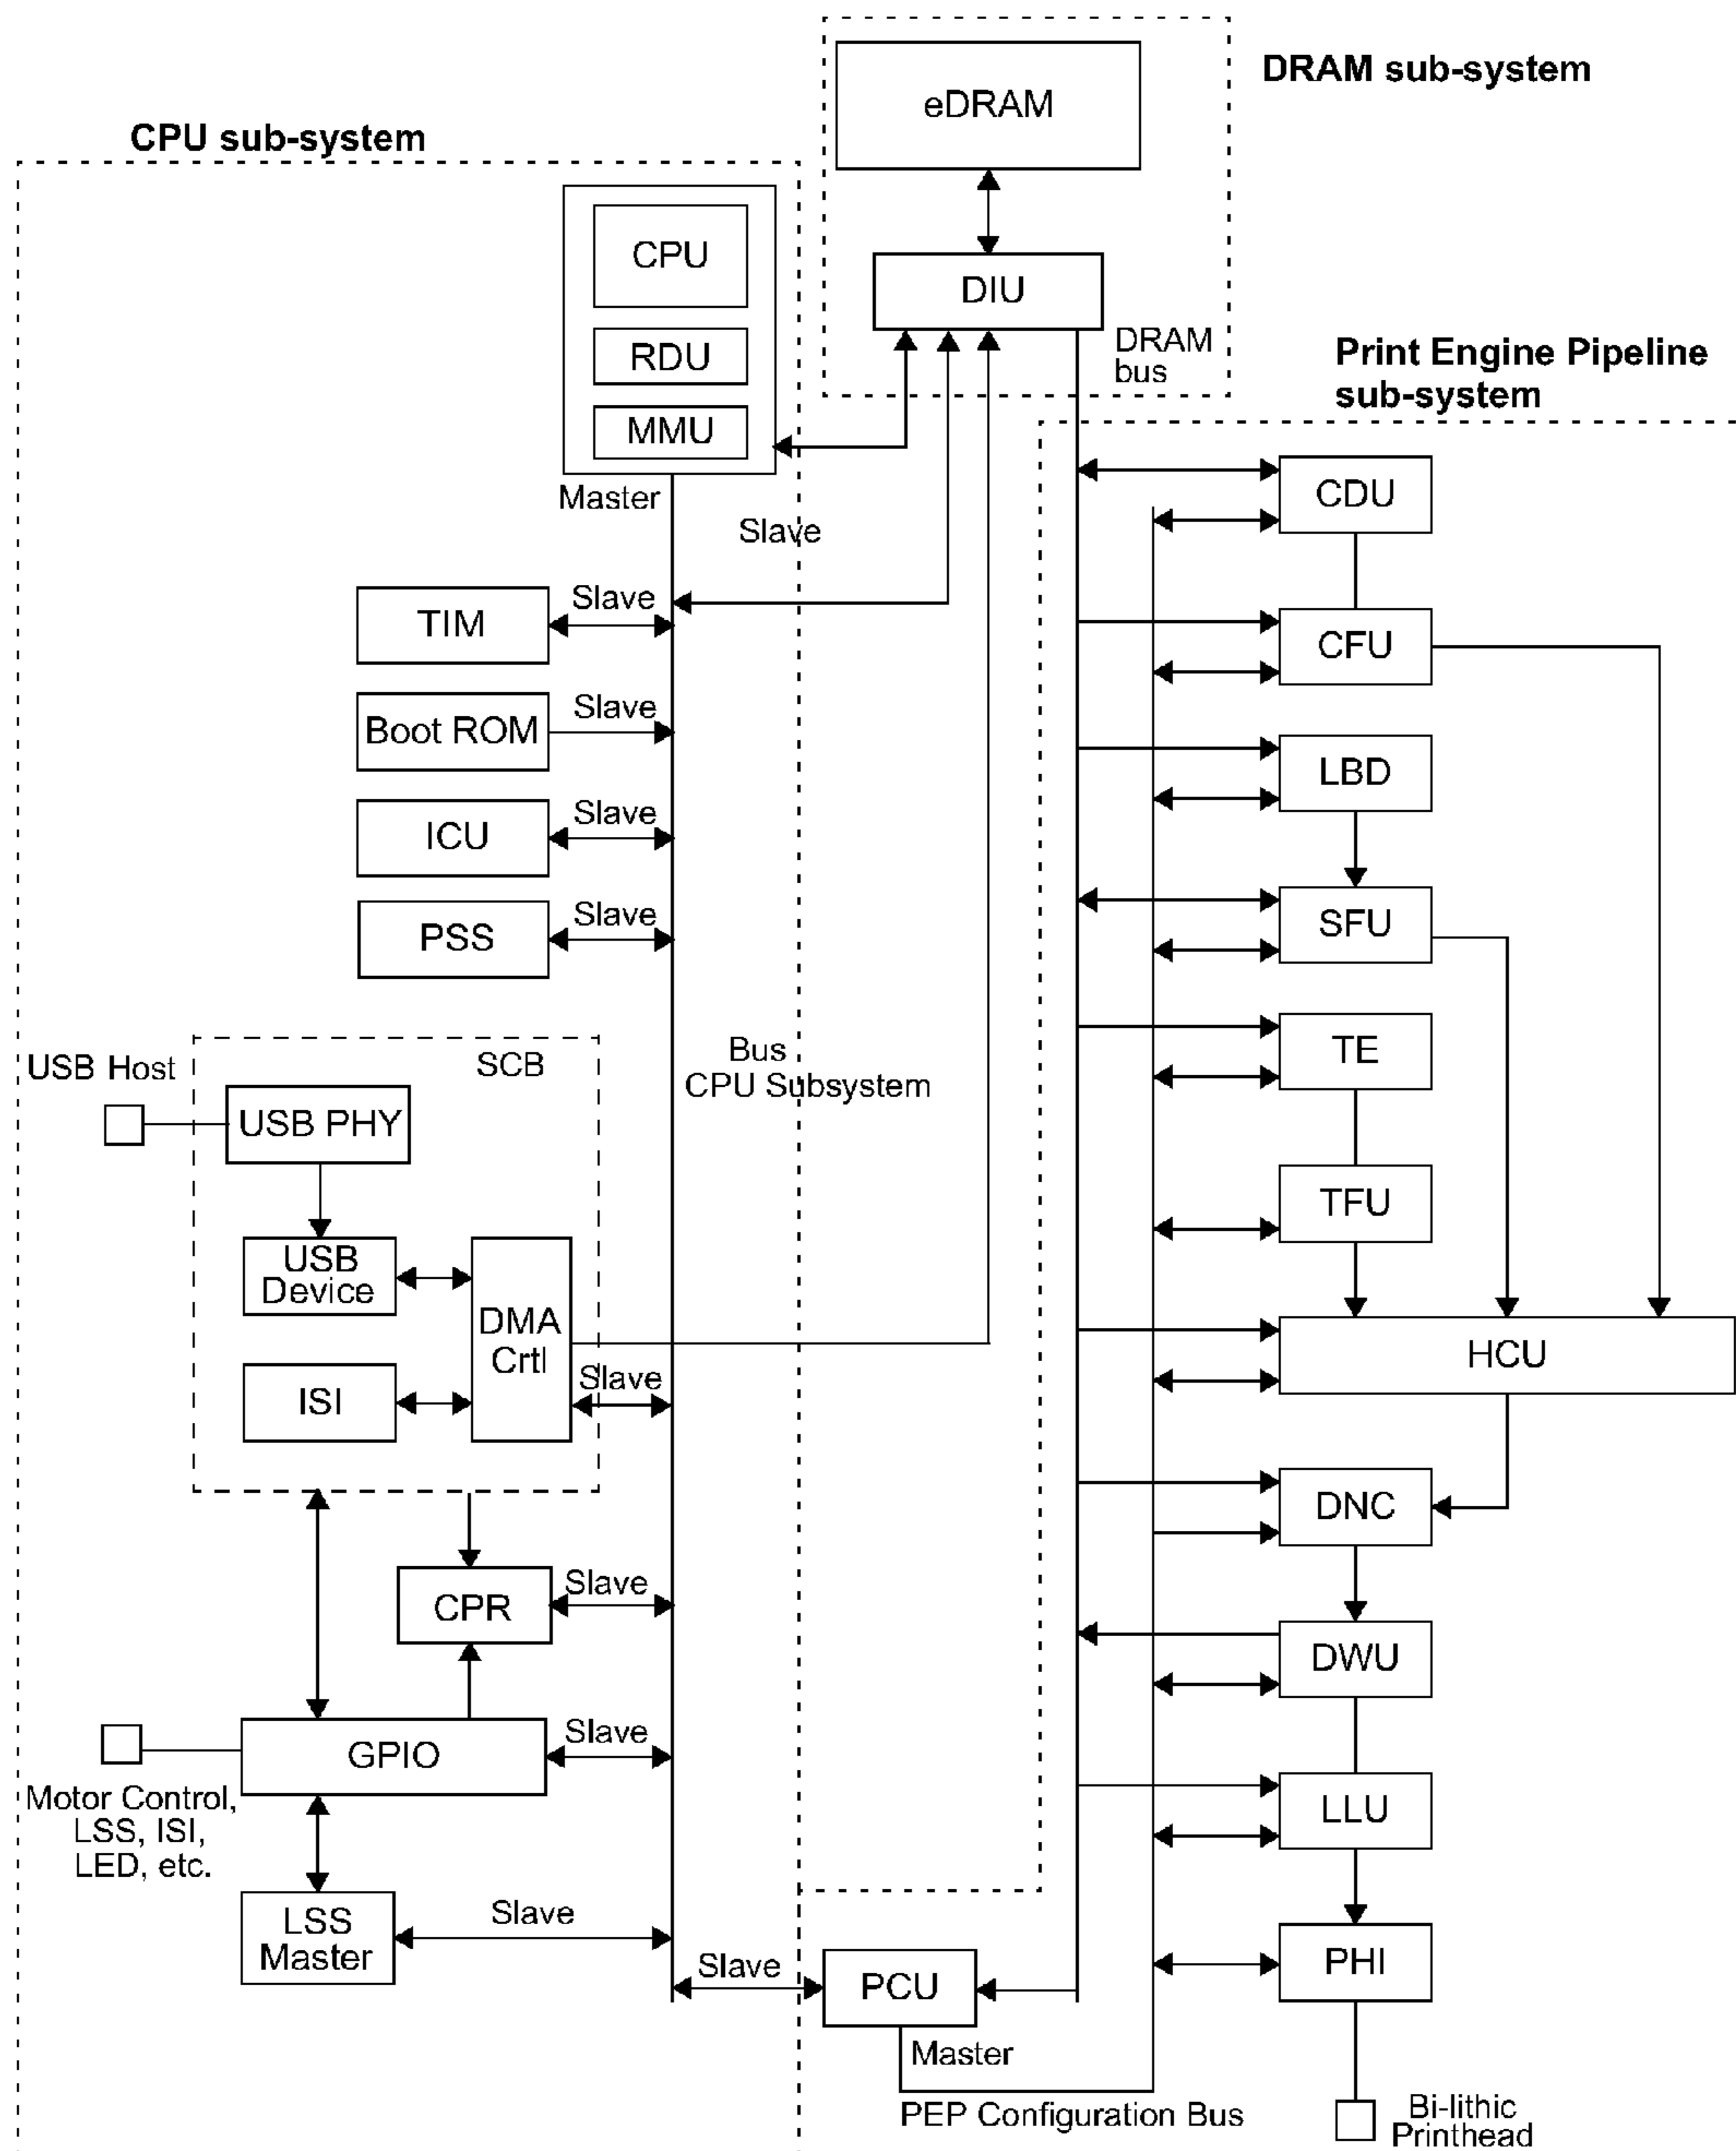 DRAM sub-system
eDRAM
CPU sub-system
CPU
DIU
RDU
DRAM
bus
Print Engine Pipeline
sub-system
MMU
Master
Slave
CDU
TIM
Slave
CFU
Boot ROM
Slave
LBD
ICU
Slave
PSS
Slave
SFU
USB Host
SCB
Bus
CPU Subsystem
TE
USB PHY
TFU
USB
Device
DMA
Crtl
HCU
ISI
Slave
DNC
CPR
Slave
DWU
GPIO
Slave
Motor Control,
LSS, ISI,
LED, etc.
LLU
LSS
Master
Slave
Slave
PCU
PHI
Master
PEP Configuration Bus
Bi-lithic
Printhead